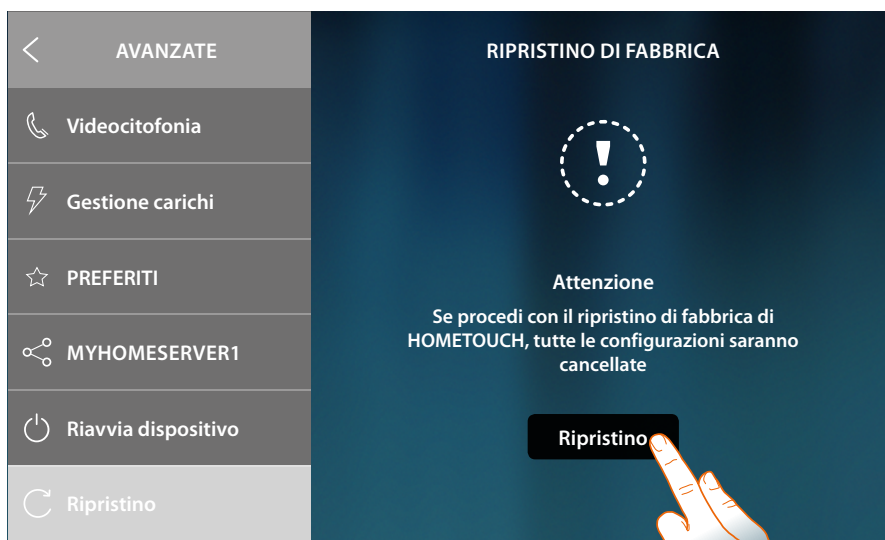 AVANZATE
Videocitofonia
Gestione carichi
PREFERITI
MYHOMESERVER1
Riavvia dispositivo
Ripristino
RIPRISTINO DI FABBRICA
Attenzione
Se procedi con il ripristino di fabbrica di
HOMETOUCH, tutte le configurazioni saranno
cancellate
Ripristino